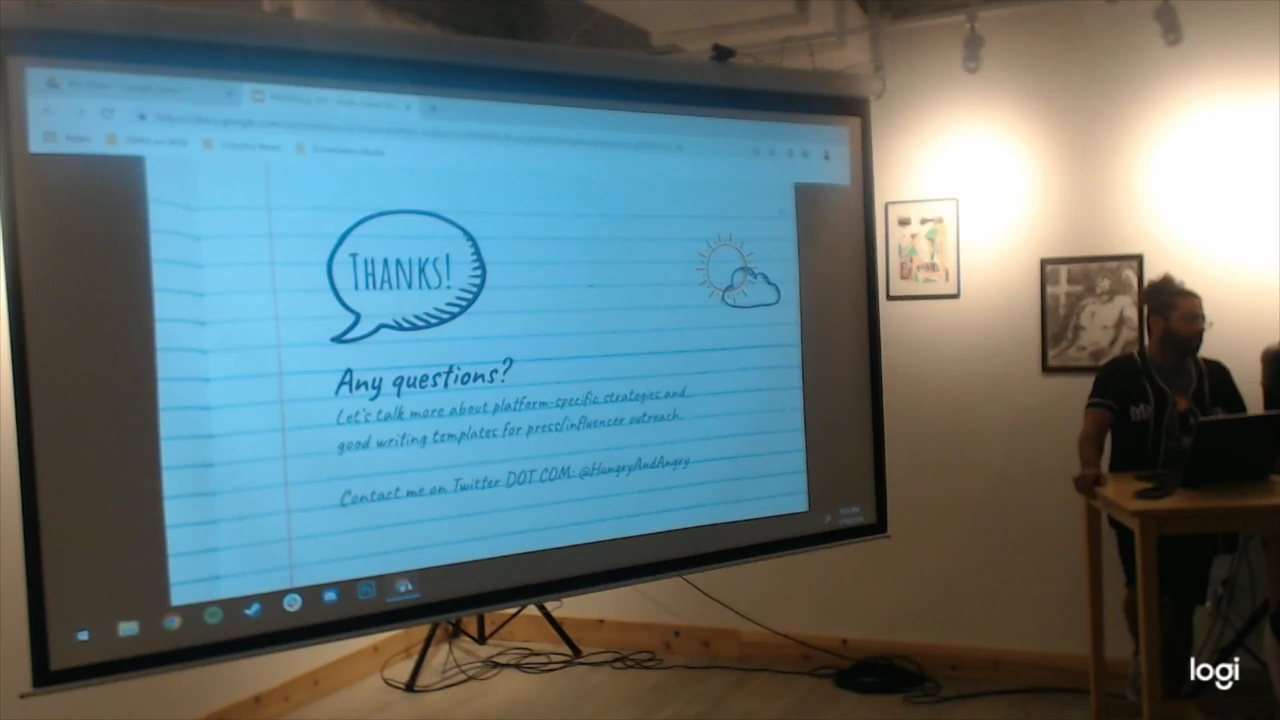 Apps
THANKS!
Any questions?
Let's talk more about platform-specific strategies and
good writing templates for press/influencer outreach.
Contact me on Twitter DOT COM: @HungryAndAngry
logi